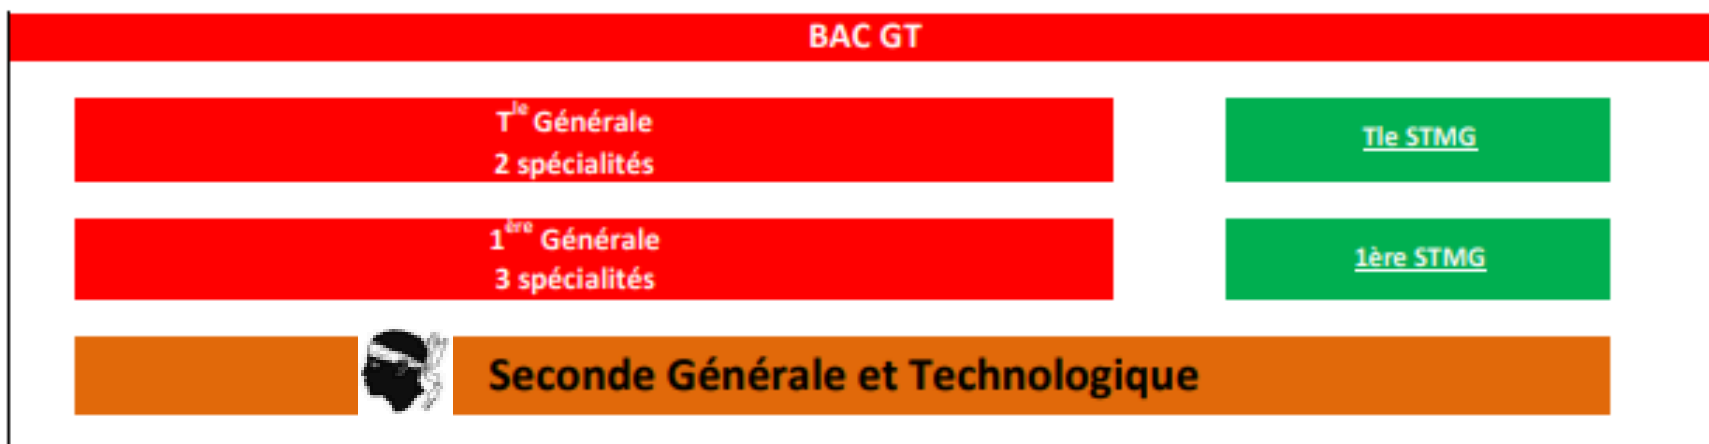 BAC GT
Tle Générale
2 spécialités
Tle STMG
1ère Générale
3 spécialités
1ère STMG
Seconde Générale et Technologique